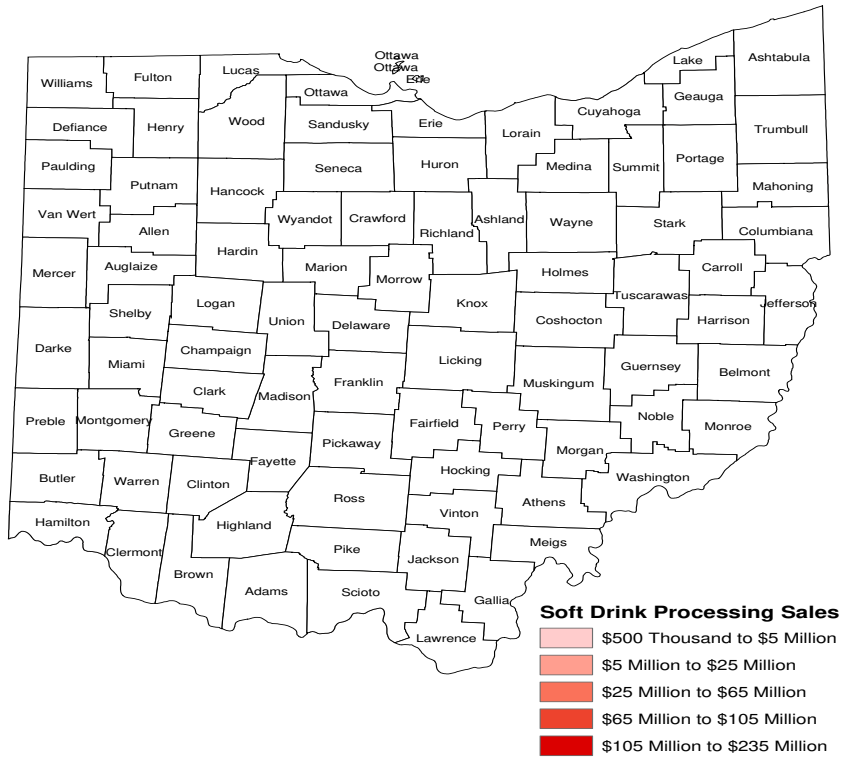 Ottawa
Ottawa
Erie
Lake
Ashtabula
Williams
Fulton
Lucas
Ottawa
Geauga
Cuyahoga
Defiance
Henry
Wood
Sandusky
Erie
Lorain
Trumbull
Paulding
Putnam
Hancock
Seneca
Huron
Medina
Summit
Portage
Mahoning
Van Wert
Allen
Wyandot
Crawford
Richland
Ashland
Wayne
Stark
Columbiana
Mercer
Auglaize
Hardin
Marion
Morrow
Holmes
Carroll
Tuscarawas
Jefferson
Shelby
Logan
Union
Delaware
Knox
Coshocton
Harrison
Darke
Miami
Champaign
Licking
Guernsey
Belmont
Clark
Madison
Franklin
Muskingum
Preble
Montgomery
Greene
Fairfield
Perry
Noble
Monroe
Pickaway
Morgan
Fayette
Hocking
Washington
Butler
Warren
Clinton
Ross
Athens
Vinton
Hamilton
Highland
Meigs
Clermont
Pike
Jackson
Brown
Adams
Scioto
Gallia
Lawrence
Soft Drink Processing Sales
$500 Thousand to $5 Million
$5 Million to $25 Million
$25 Million to $65 Million
$65 Million to $105 Million
$105 Million to $235 Million